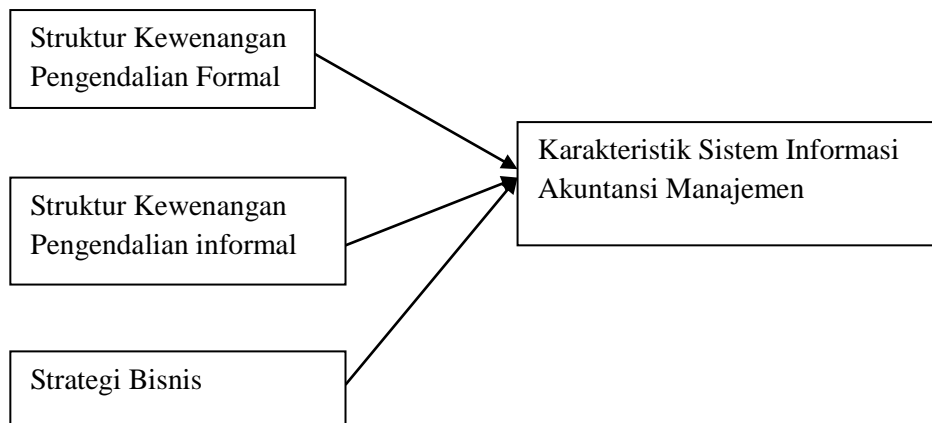 Struktur Kewenangan
Pengendalian Formal
Karakteristik Sistem Informasi
Akuntansi Manajemen
Struktur Kewenangan
Pengendalian informal
Strategi Bisnis